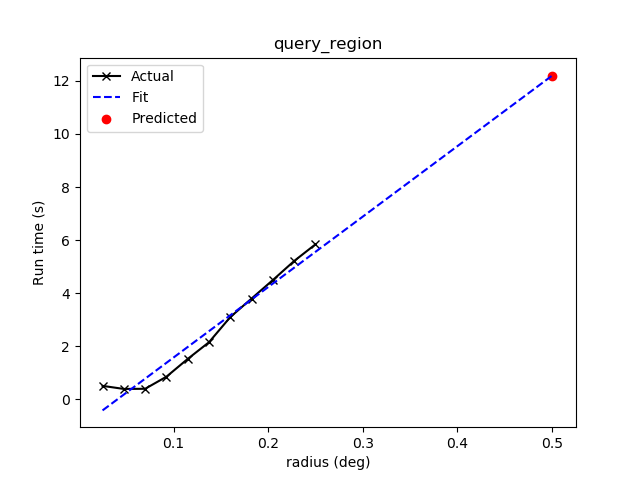 query_region
Actual
Fit
Predicted
Run time (s)
12
10
8
6
4
2
0
0.1
0.2
0.3
0.4
0.5
radius (deg)